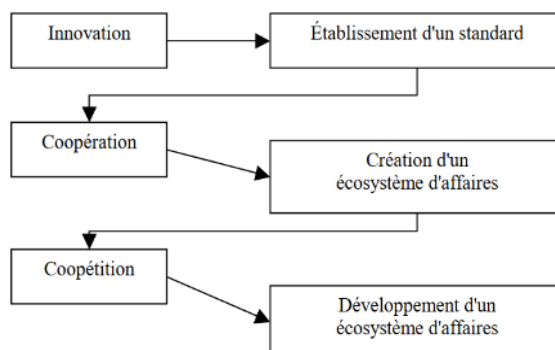 Innovation
Établissement d'un standard
Coopération
Création d'un
écosystème d'affaires
Coopétition
Développement d'un
écosystème d'affaires